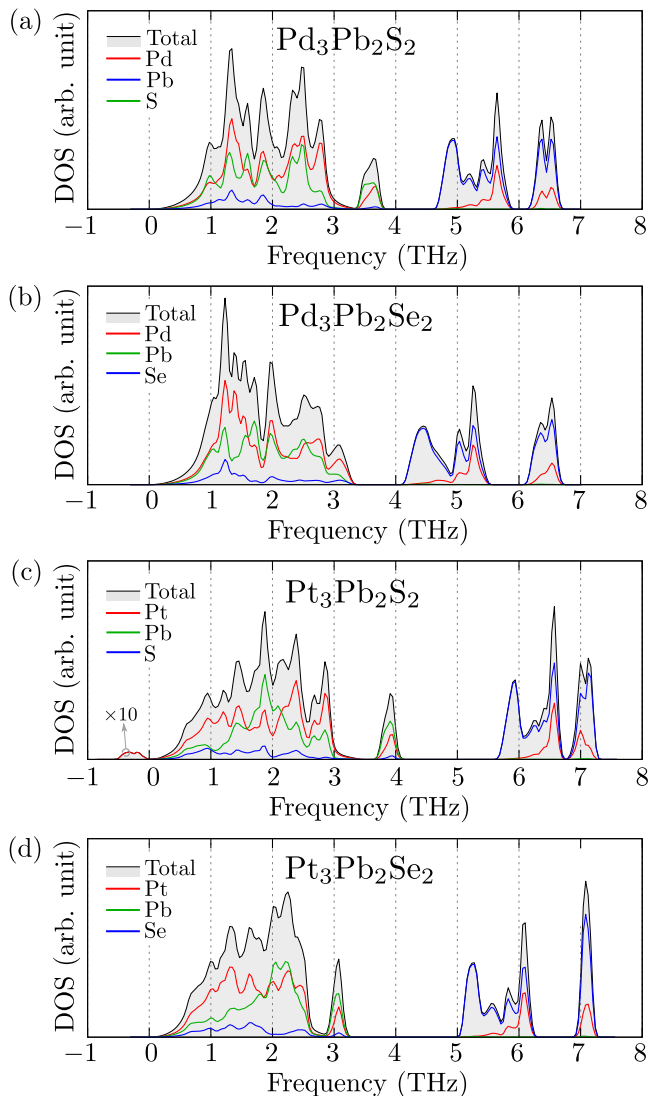 (a)
DOS (arb. unit)
Total
Pd
Pb
S
Pd₃Pb₂S₂
−1 0 1 2 3 4 5 6 7 8
Frequency (THz)
(b)
DOS (arb. unit)
Total
Pd
Pb
Se
Pd₃Pb₂Se₂
−1 0 1 2 3 4 5 6 7 8
Frequency (THz)
(c)
DOS (arb. unit)
Total
Pt
Pb
S
Pt₃Pb₂S₂
×10
−1 0 1 2 3 4 5 6 7 8
Frequency (THz)
(d)
DOS (arb. unit)
Total
Pt
Pb
Se
Pt₃Pb₂Se₂
−1 0 1 2 3 4 5 6 7 8
Frequency (THz)